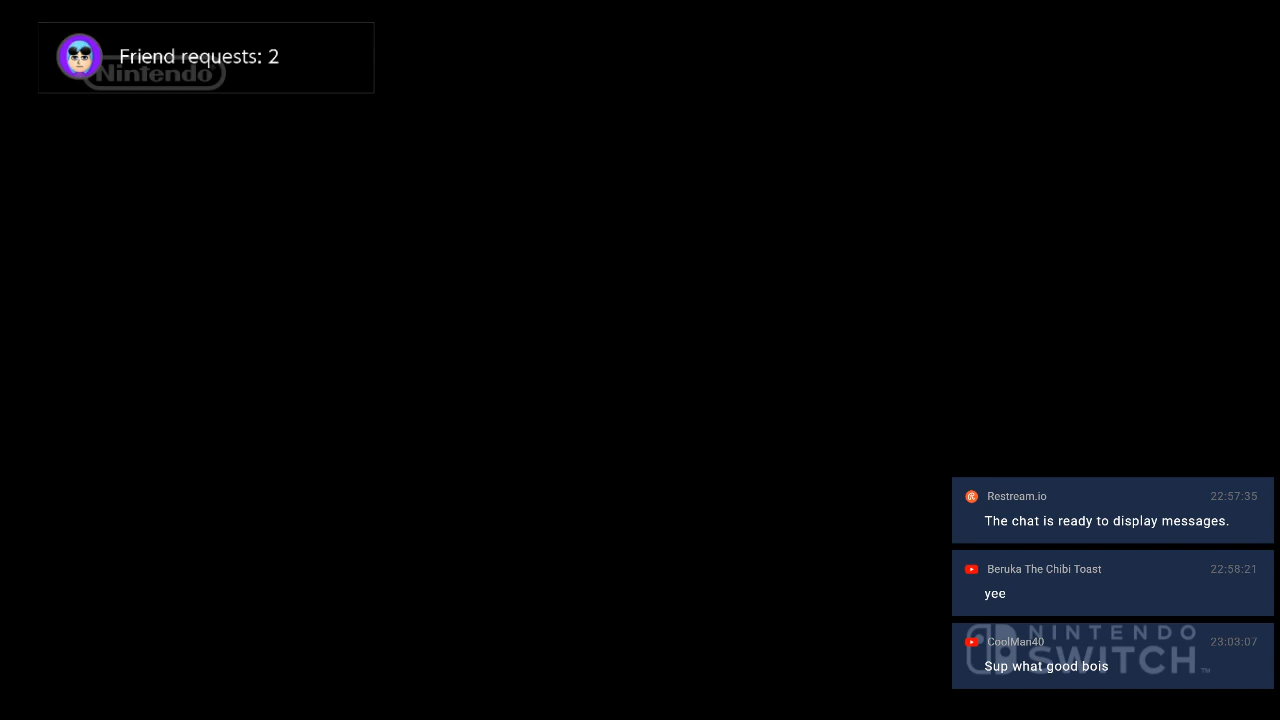 Friend requests: 2
Nintendo
Restream.io 22:57:35
The chat is ready to display messages.
Beruka The Chibi Toast 22:58:21
yee
NINTENDO
CoolMan40 23:03:07
SWITCH™
Sup what good bois